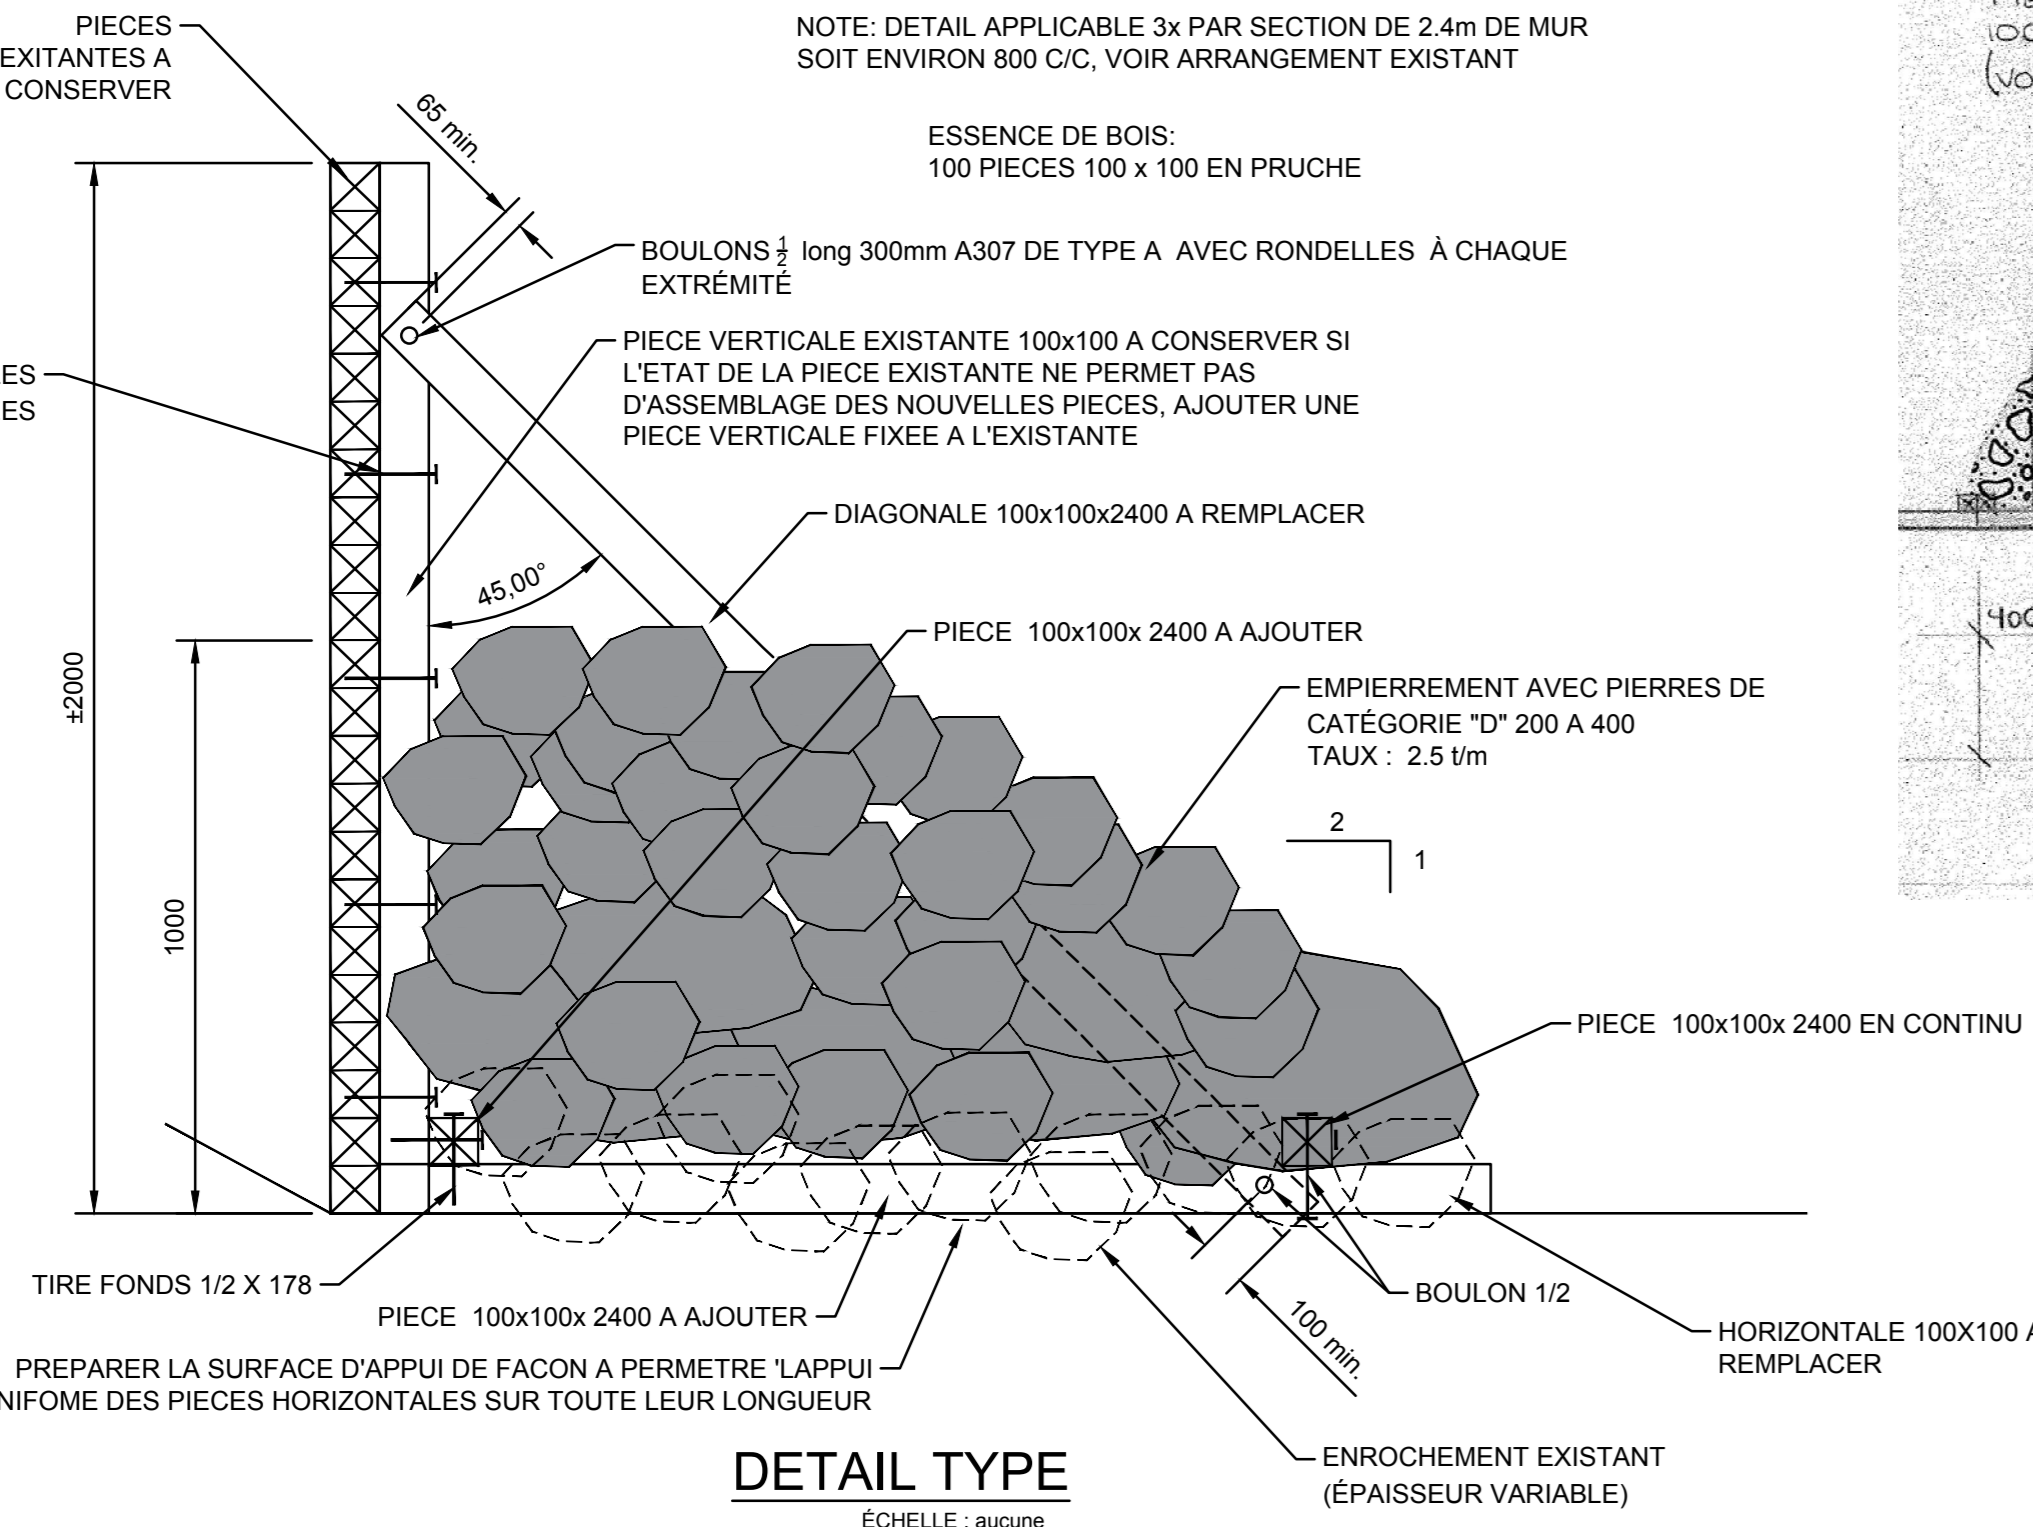 PIECES
EXITANTES A
CONSERVER
NOTE: DETAIL APPLICABLE 3x PAR SECTION DE 2.4m DE MUR
SOIT ENVIRON 800 C/C, VOIR ARRANGEMENT EXISTANT
ESSENCE DE BOIS:
100 PIECES 100 x 100 EN PRUCHE
65 min.
BOULONS 1/2 long 300mm A307 DE TYPE A AVEC RONDELLES À CHAQUE
EXTRÉMITÉ
PIECE VERTICALE EXISTANTE 100x100 A CONSERVER SI
L'ETAT DE LA PIECE EXISTANTE NE PERMET PAS
D'ASSEMBLAGE DES NOUVELLES PIECES, AJOUTER UNE
PIECE VERTICALE FIXEE A L'EXISTANTE
DIAGONALE 100x100x2400 A REMPLACER
45,00°
PIECE 100x100x 2400 A AJOUTER
±2000
EMPIERREMENT AVEC PIERRES DE
CATÉGORIE "D" 200 A 400
TAUX : 2.5 t/m
2
1
1000
PIECE 100x100x 2400 EN CONTINU
TIRE FONDS 1/2 X 178
PIECE 100x100x 2400 A AJOUTER
BOULON 1/2
100 min.
HORIZONTALE 100X100 A
REMPLACER
PREPARER LA SURFACE D'APPUI DE FACON A PERMETRE 'LAPPUI
NIFOME DES PIECES HORIZONTALES SUR TOUTE LEUR LONGUEUR
ENROCHEMENT EXISTANT
(ÉPAISSEUR VARIABLE)
DETAIL TYPE
ÉCHELLE : aucune